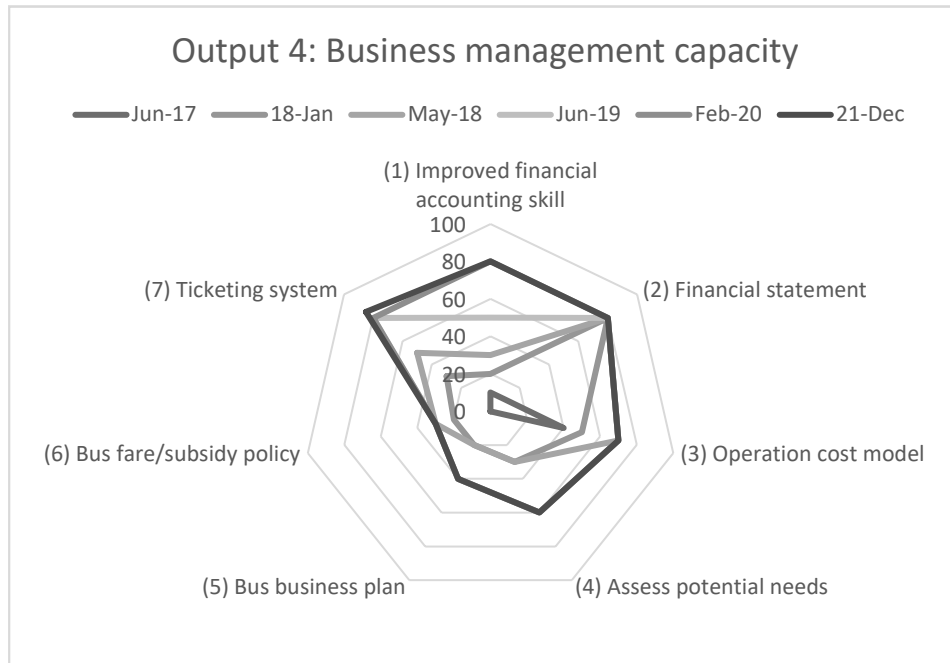 Output 4: Business management capacity
Jun-17 18-Jan May-18 Jun-19 Feb-20 21-Dec
(1) Improved financial
accounting skill
100
80
60
40
20
0
(2) Financial statement
(3) Operation cost model
(4) Assess potential needs
(5) Bus business plan
(6) Bus fare/subsidy policy
(7) Ticketing system